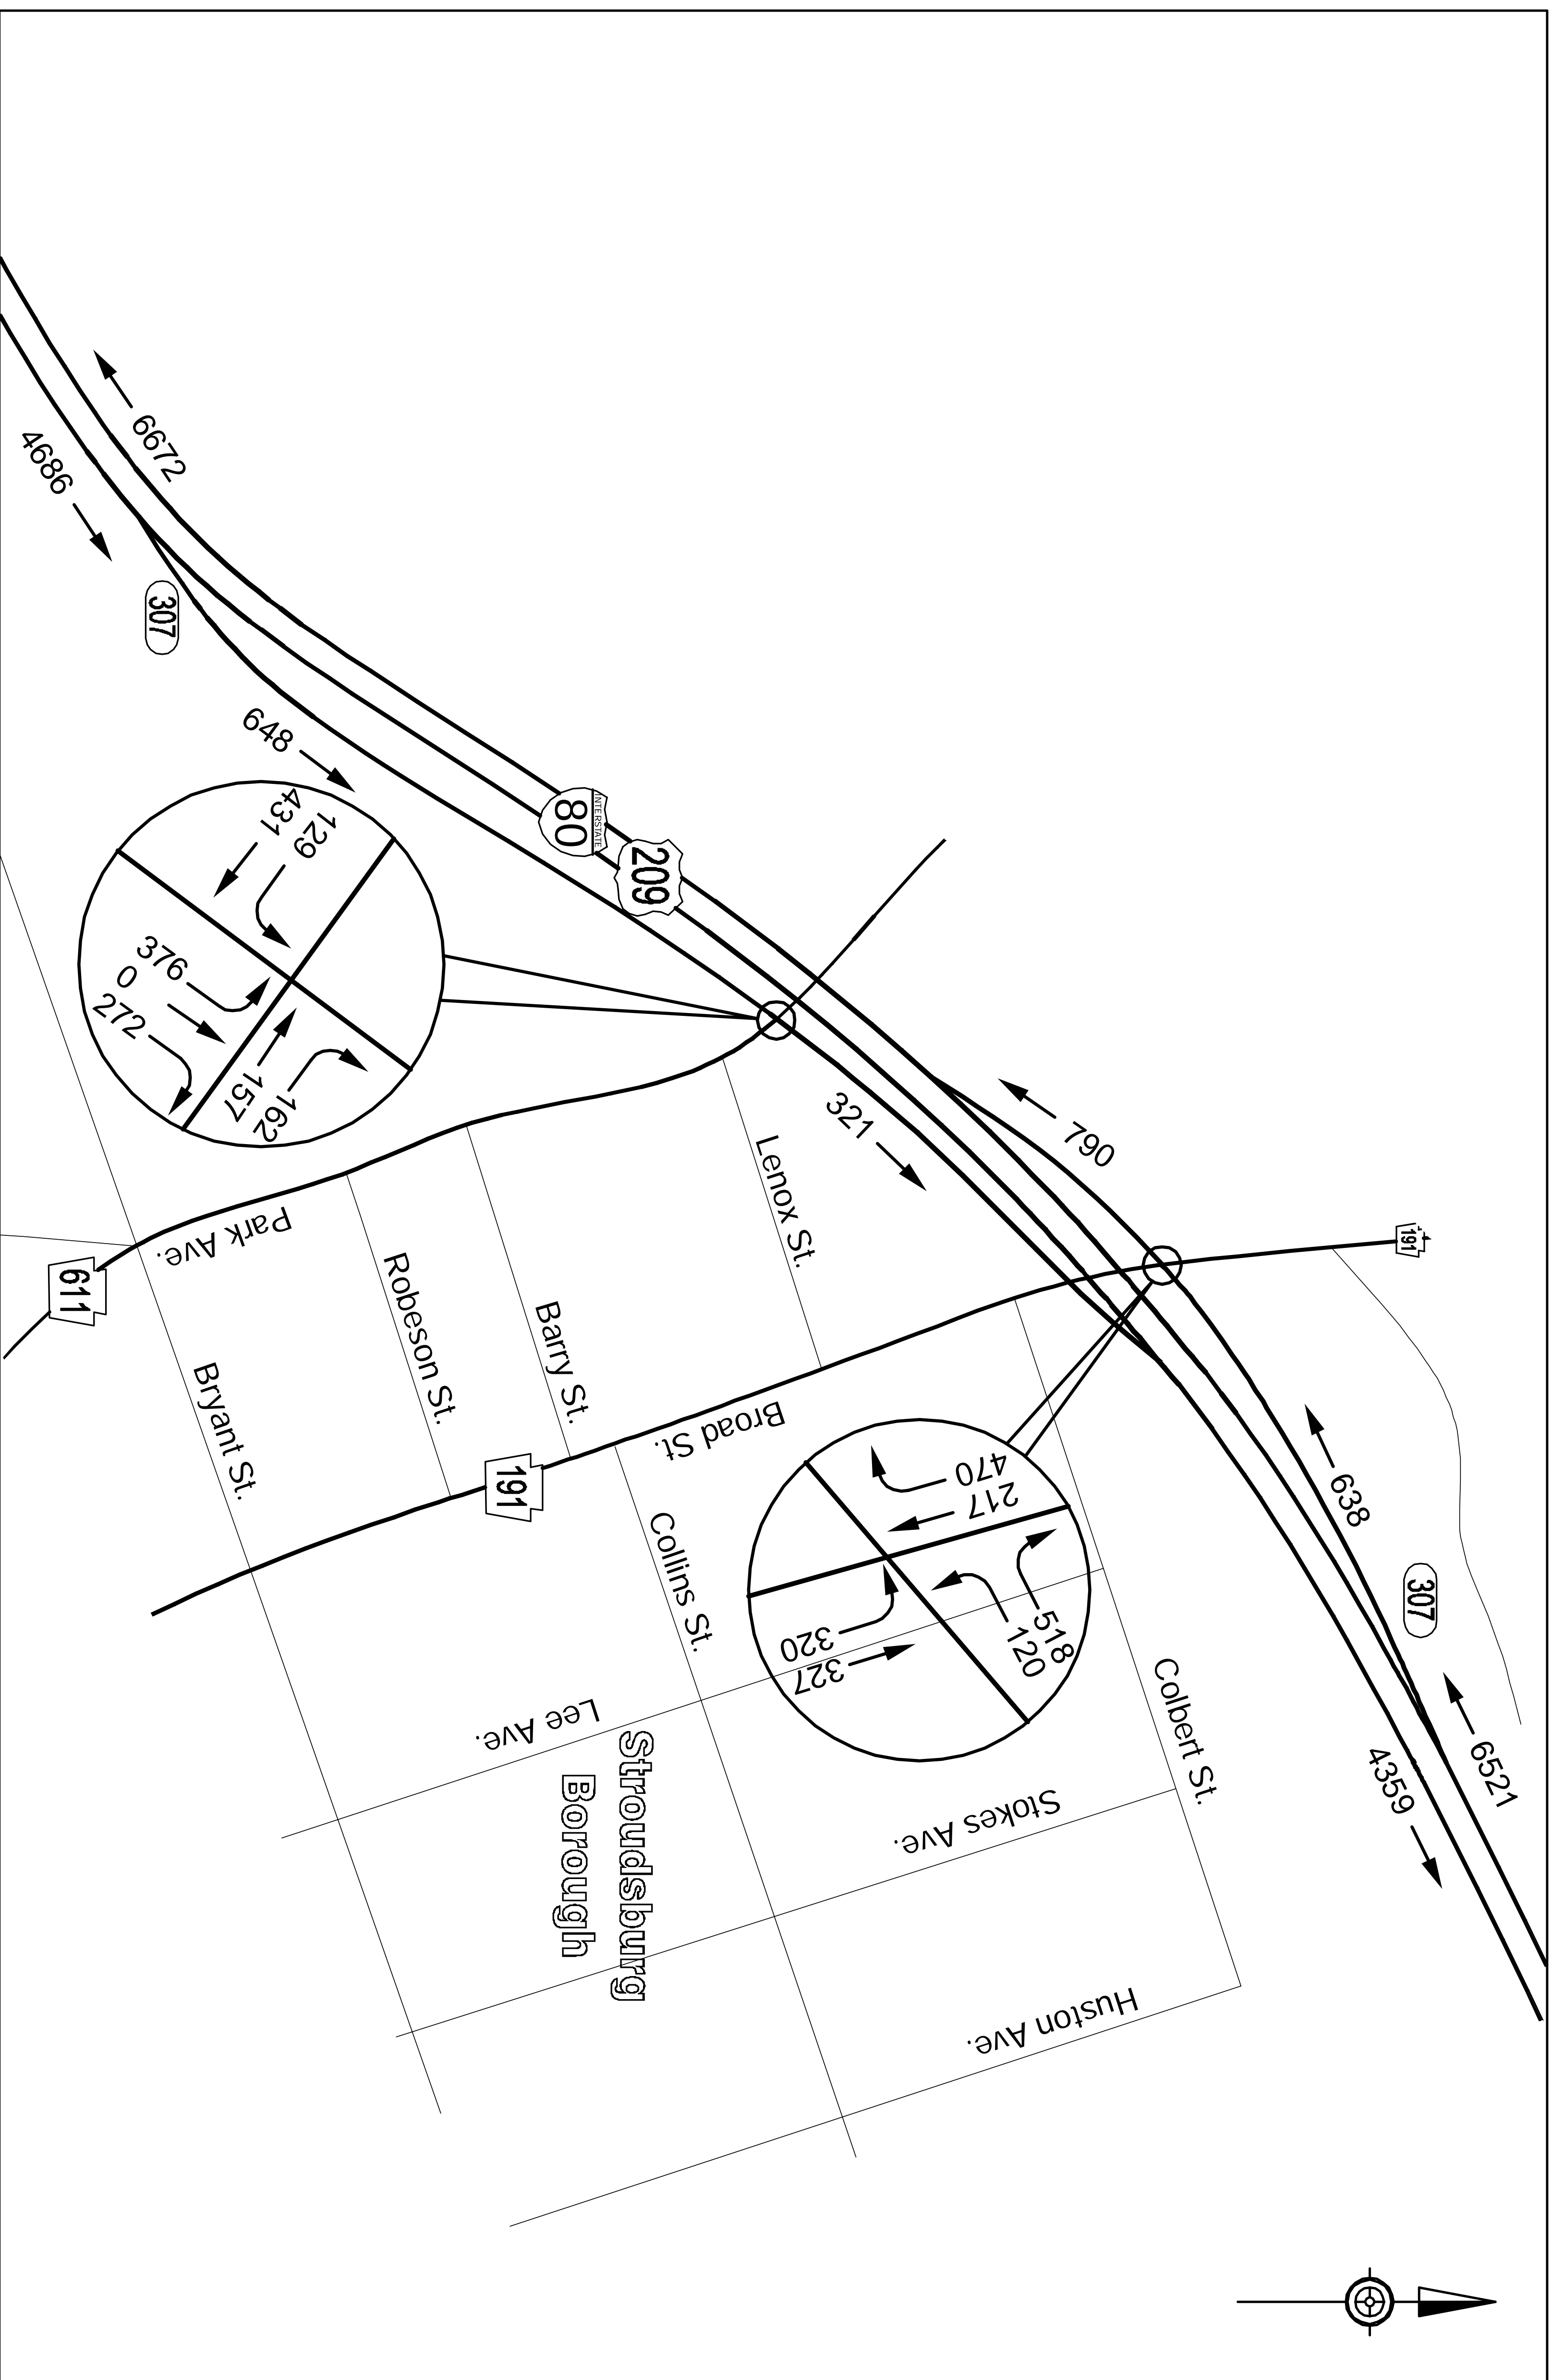 6672
4686
307
648
INTERSTATE
80
209
129
431
376
0
272
157
162
321
790
191
Lenox St.
Park Ave.
611
Robeson St.
Barry St.
Bryant St.
Broad St.
191
470
217
518
120
320
327
638
307
Collins St.
Colbert St.
Lee Ave.
Stroudsburg
Borough
6521
4359
Stokes Ave.
Huston Ave.